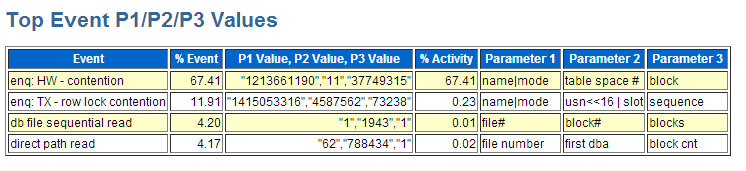 Top Event P1/P2/P3 Values
Event % Event P1 Value, P2 Value, P3 Value % Activity Parameter 1 Parameter 2 Parameter 3
enq: HW - contention 67.41 "1213661190","11","37749315" 67.41 name|mode table space # block
enq: TX - row lock contention 11.91 "1415053316","4587562","73238" 0.23 name|mode usn<<16 | slot sequence
db file sequential read 4.20 "1","1943","1" 0.01 file# block# blocks
direct path read 4.17 "62","788434","1" 0.02 file number first dba block cnt